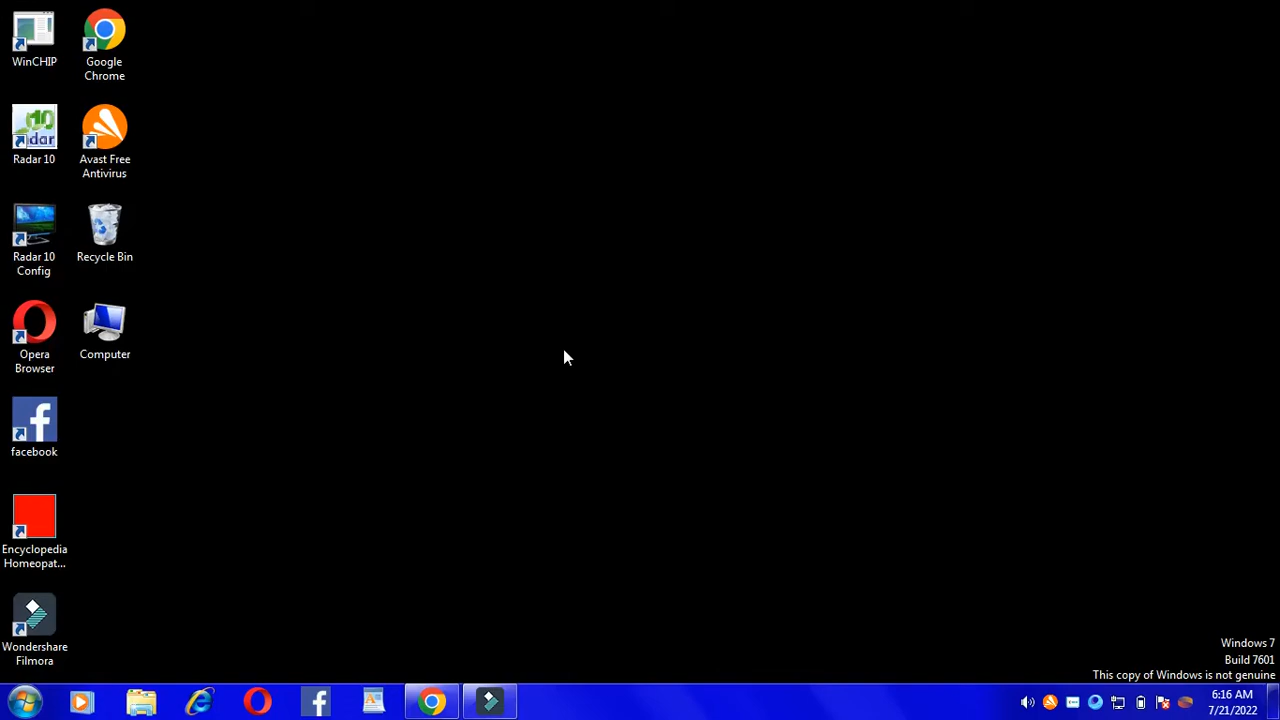 WinCHIP
Google
Chrome
10
dar
Radar 10
Avast Free
Antivirus
Radar 10
Config
Recycle Bin
Opera
Browser
Computer
facebook
Encyclopedia
Homeopat...
Wondershare
Filmora
Windows 7
Build 7601
This copy of Windows is not genuine
6:16 AM
7/21/2022